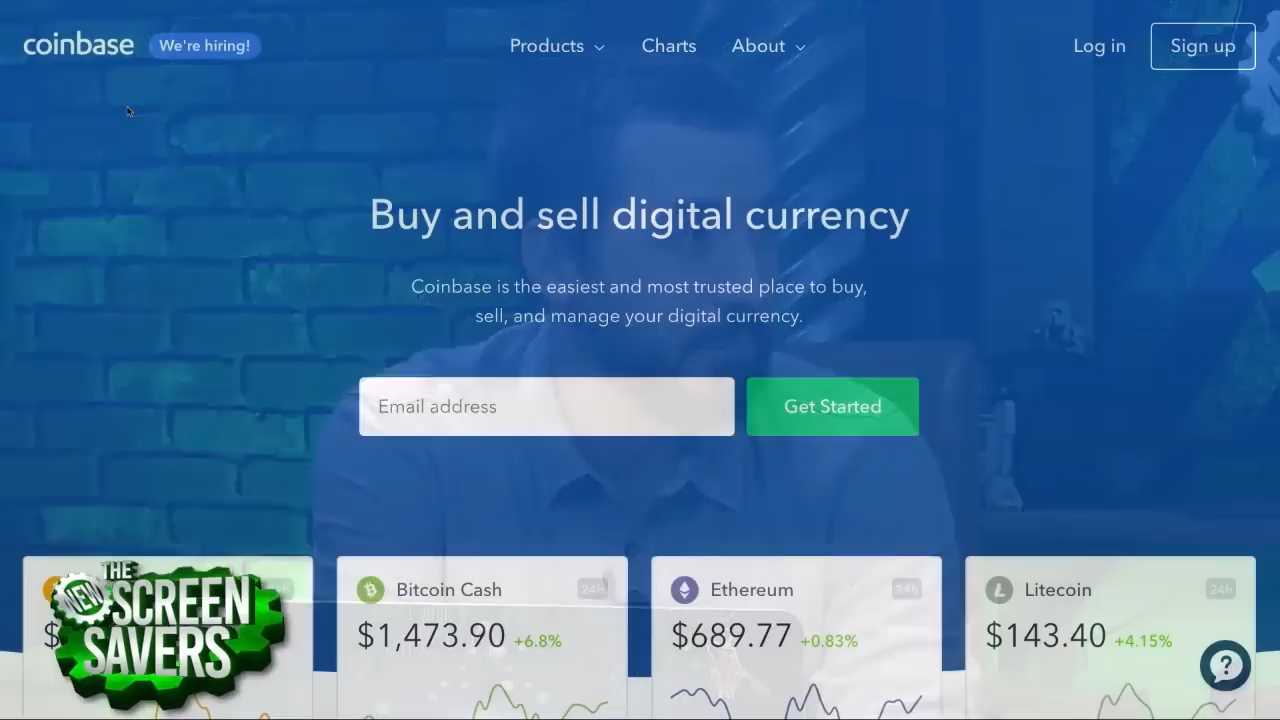 coinbase
We're hiring!
Products
Charts
About
Log in
Sign up
Buy and sell digital currency
Coinbase is the easiest and most trusted place to buy,
sell, and manage your digital currency.
Email address
Get Started
Bitcoin Cash
24h
Ethereum
24h
Litecoin
24h
$
$1,473.90 +6.8%
$689.77 +0.83%
$143.40 +4.15%
?
THE
NEW
SCREEN
SAVERS